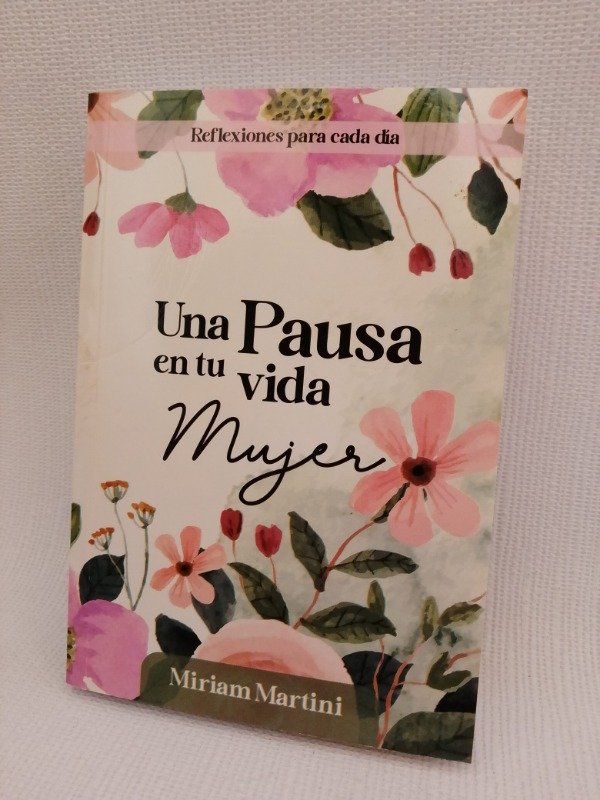 Reflexiones para cada día
Una Pausa
en tu vida
Mujer
Miriam Martini